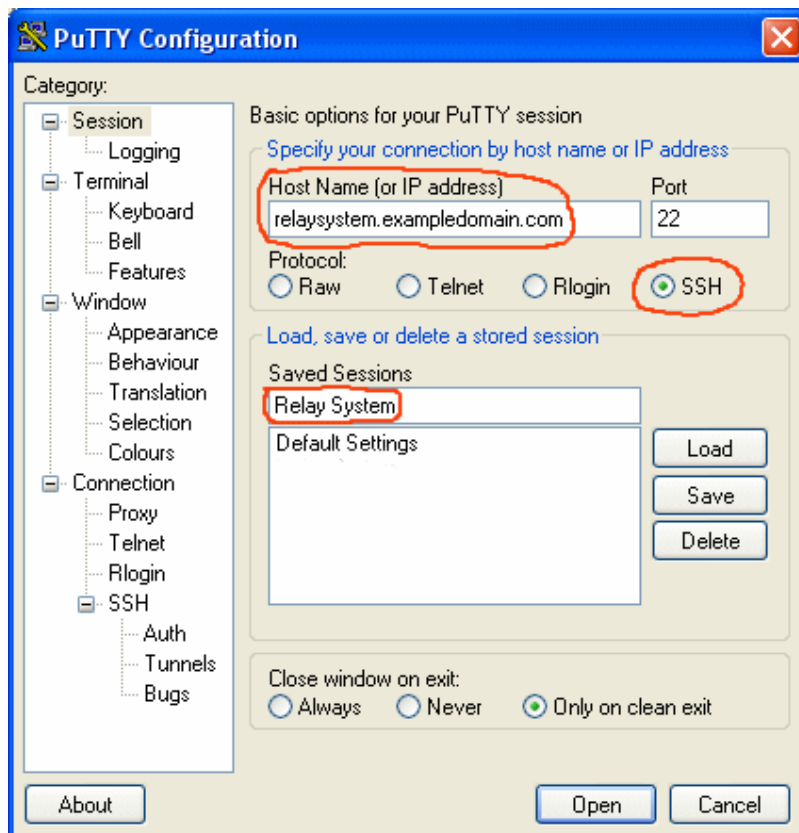 PuTTY Configuration
Category:
Session
Logging
Terminal
Keyboard
Bell
Features
Window
Appearance
Behaviour
Translation
Selection
Colours
Connection
Proxy
Telnet
Rlogin
SSH
Auth
Tunnels
Bugs
Basic options for your PuTTY session
Specify your connection by host name or IP address
Host Name (or IP address) Port
relaysystem.exampledomain.com 22
Protocol:
Raw Telnet Rlogin SSH
Load, save or delete a stored session
Saved Sessions
Relay System
Default Settings
Load
Save
Delete
Close window on exit:
Always Never Only on clean exit
About Open Cancel